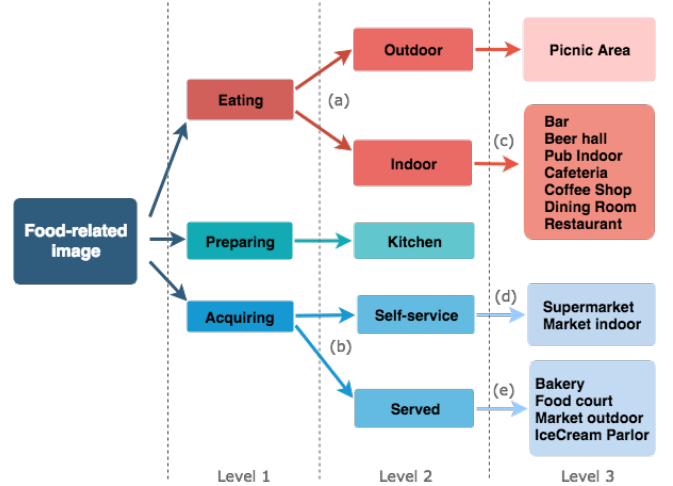 Food-related
image
Eating
Preparing
Acquiring
(a)
(b)
Outdoor
Indoor
Kitchen
Self-service
Served
(c)
(d)
(e)
Picnic Area
Bar
Beer hall
Pub Indoor
Cafeteria
Coffee Shop
Dining Room
Restaurant
Supermarket
Market indoor
Bakery
Food court
Market outdoor
IceCream Parlor
Level 1
Level 2
Level 3